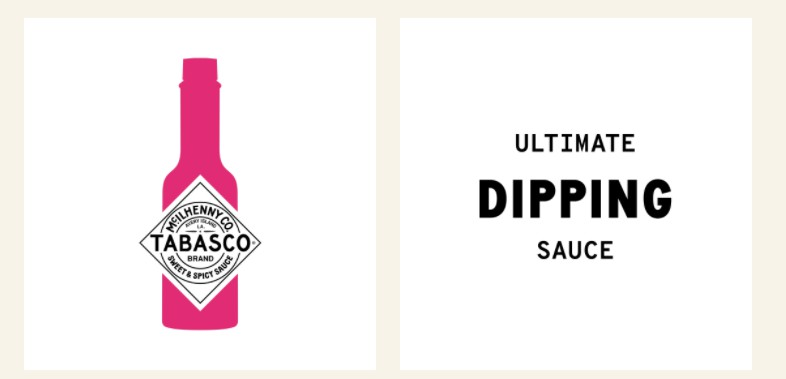 McILHENNY CO.
AVERY ISLAND
LA.
TABASCO®
BRAND
SWEET & SPICY SAUCE
ULTIMATE
DIPPING
SAUCE